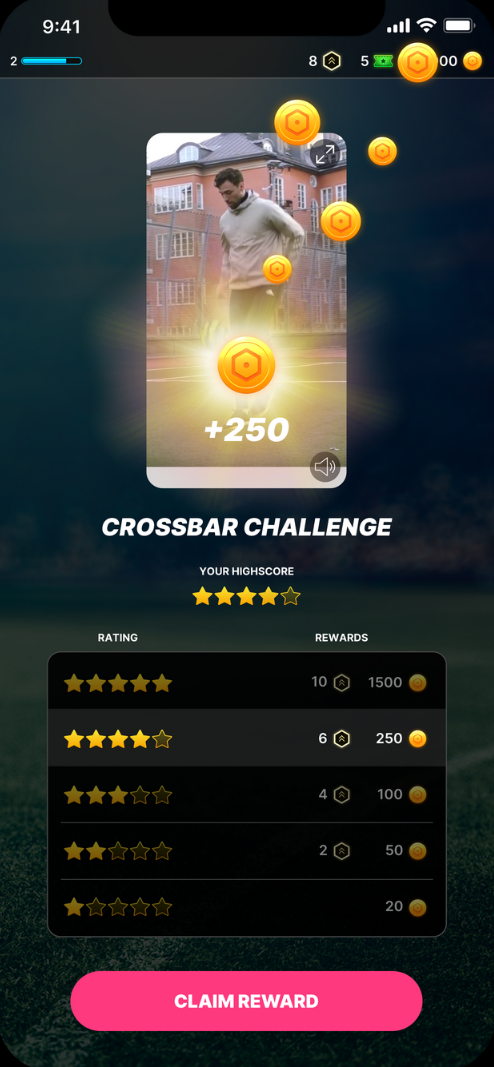 9:41
2 8 5 00
+250
CROSSBAR CHALLENGE
YOUR HIGHSCORE
RATING REWARDS
10 1500
6 250
4 100
2 50
20
CLAIM REWARD